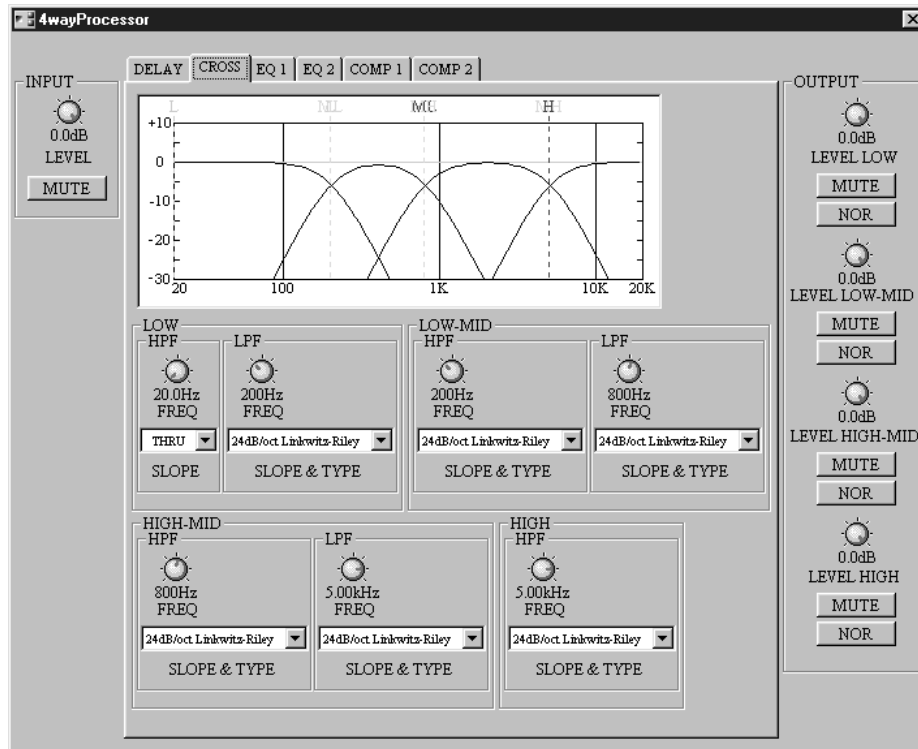 4wayProcessor
DELAY CROSS EQ 1 EQ 2 COMP 1 COMP 2
INPUT
0.0dB
LEVEL
MUTE
L H
+10
0
-10
-20
-30
20 100 1K 10K 20K
LOW
HPF
20.0Hz
FREQ
THRU
SLOPE
LPF
200Hz
FREQ
24dB/oct Linkwitz-Riley
SLOPE & TYPE
LOW-MID
HPF
200Hz
FREQ
24dB/oct Linkwitz-Riley
SLOPE & TYPE
LPF
800Hz
FREQ
24dB/oct Linkwitz-Riley
SLOPE & TYPE
HIGH-MID
HPF
800Hz
FREQ
24dB/oct Linkwitz-Riley
SLOPE & TYPE
LPF
5.00kHz
FREQ
24dB/oct Linkwitz-Riley
SLOPE & TYPE
HIGH
HPF
5.00kHz
FREQ
24dB/oct Linkwitz-Riley
SLOPE & TYPE
OUTPUT
0.0dB
LEVEL LOW
MUTE
NOR
0.0dB
LEVEL LOW-MID
MUTE
NOR
0.0dB
LEVEL HIGH-MID
MUTE
NOR
0.0dB
LEVEL HIGH
MUTE
NOR